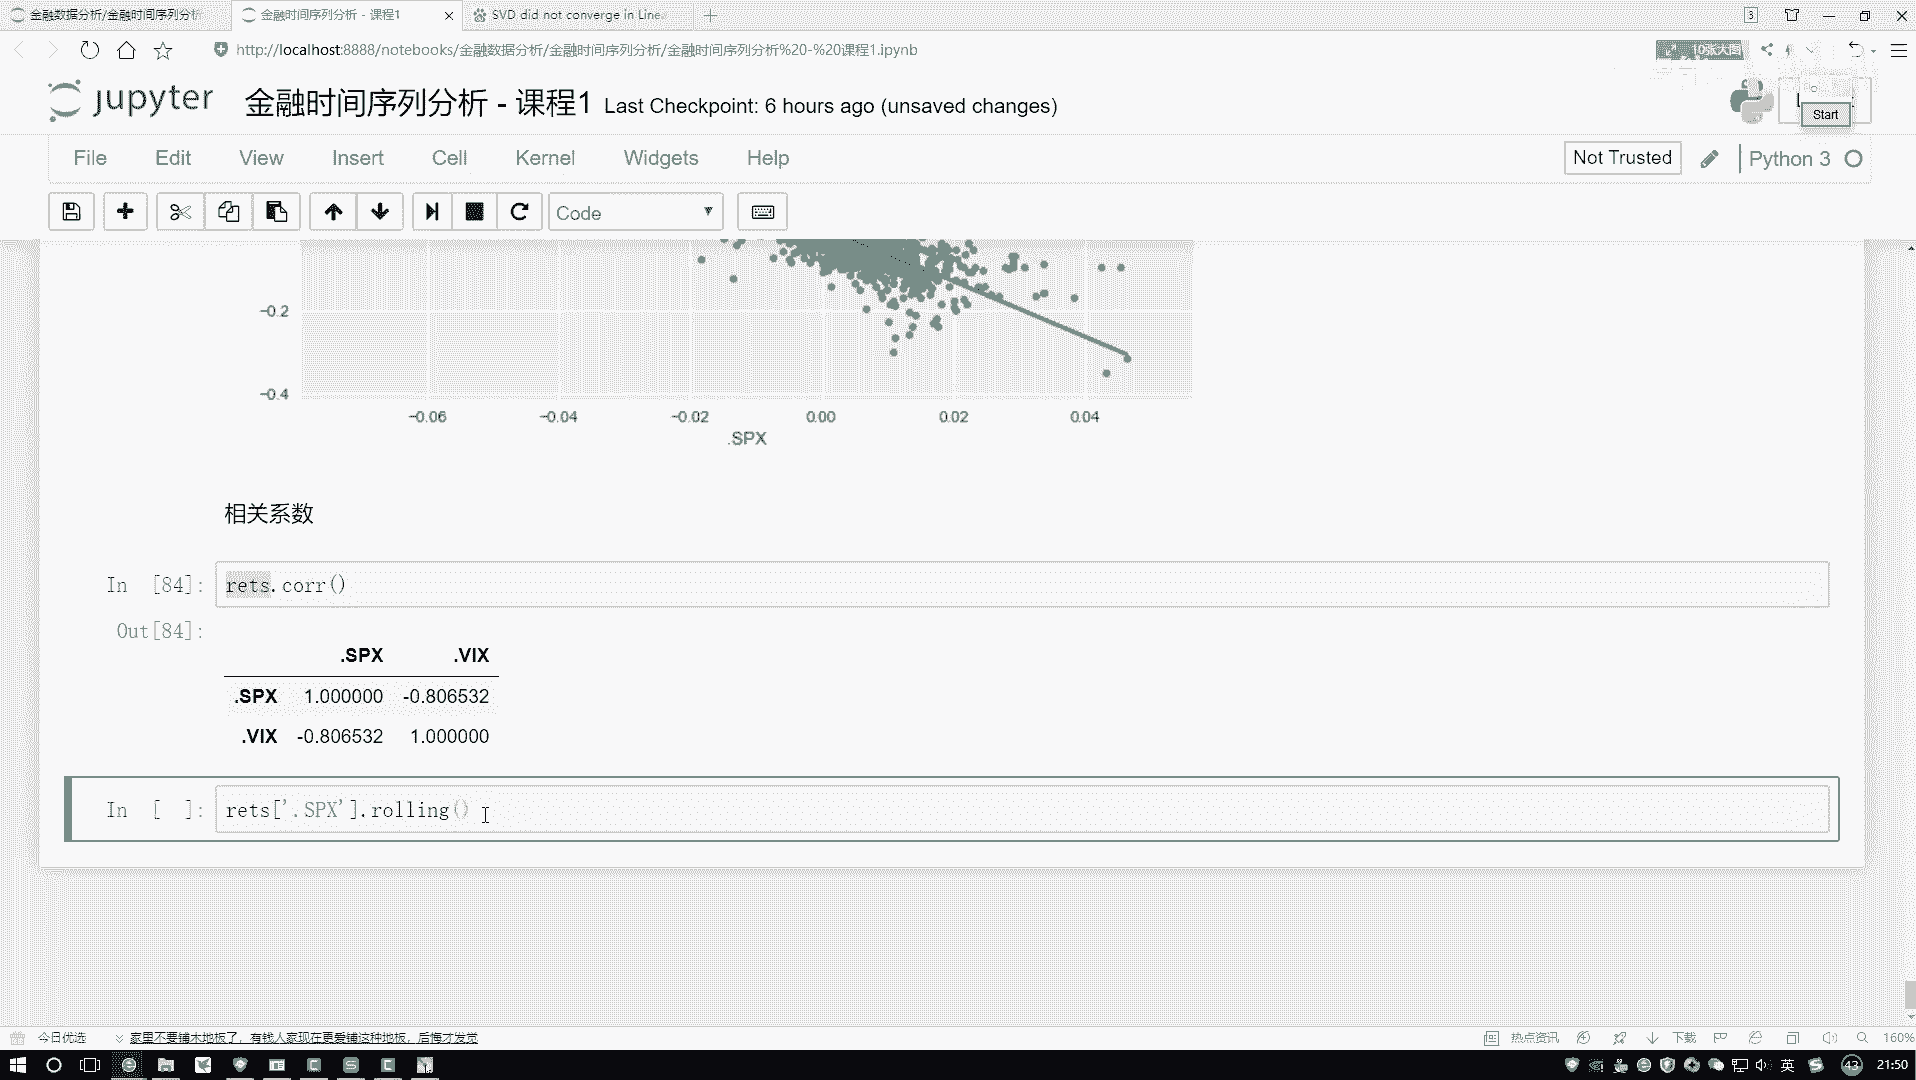 金融数据分析/金融时间序列分析
金融时间序列分析 - 课程1
SVD did not converge in Linea
3
http://localhost:8888/notebooks/金融数据分析/金融时间序列分析/金融时间序列分析%20-%20课程1.ipynb
10张大图
jupyter
金融时间序列分析 - 课程1
Last Checkpoint: 6 hours ago (unsaved changes)
Start
File
Edit
View
Insert
Cell
Kernel
Widgets
Help
Not Trusted
Python 3
Code
−0.2
−0.4
−0.06
−0.04
−0.02
0.00
0.02
0.04
.SPX
相关系数
In [84]: rets.corr()
Out[84]:
.SPX .VIX
.SPX 1.000000 -0.806532
.VIX -0.806532 1.000000
In [ ]: rets['.SPX'].rolling()
今日优选
家里不要铺木地板了，有钱人家现在更爱铺这种地板，后悔才发觉
热点资讯
下载
160%
英
43
21:50